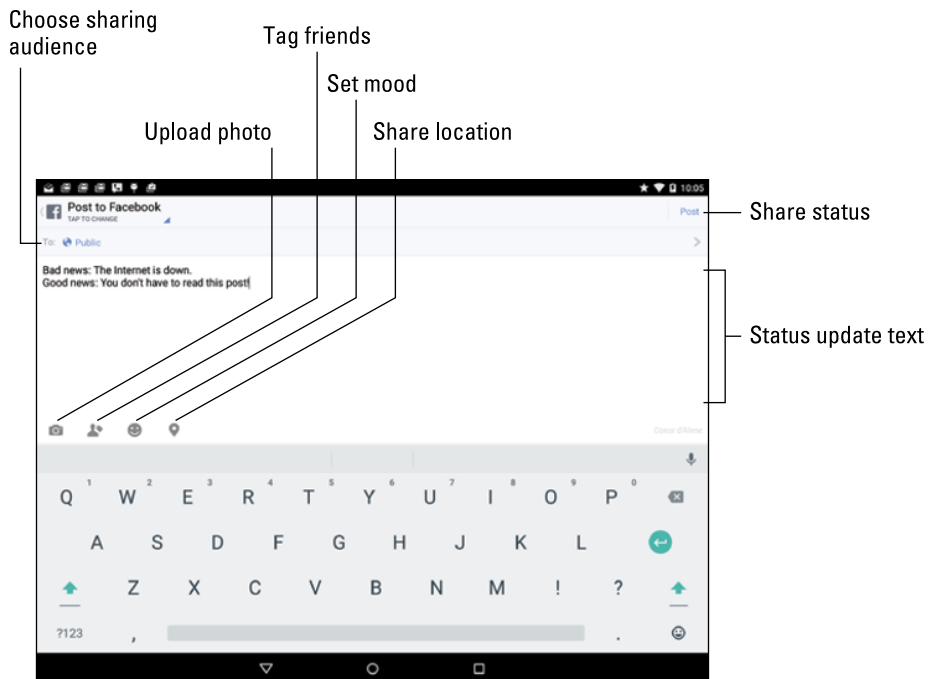 Choose sharing
audience
Tag friends
Set mood
Upload photo
Share location
10:05
Post to Facebook
TAP TO CHANGE
Post
Share status
To: Public
Bad news: The Internet is down.
Good news: You don't have to read this post!
Status update text
Coeur d'Alene
Q 1 W 2 E 3 R 4 T 5 Y 6 U 7 I 8 O 9 P 0
A S D F G H J K L
Z X C V B N M ! ?
?123 , .